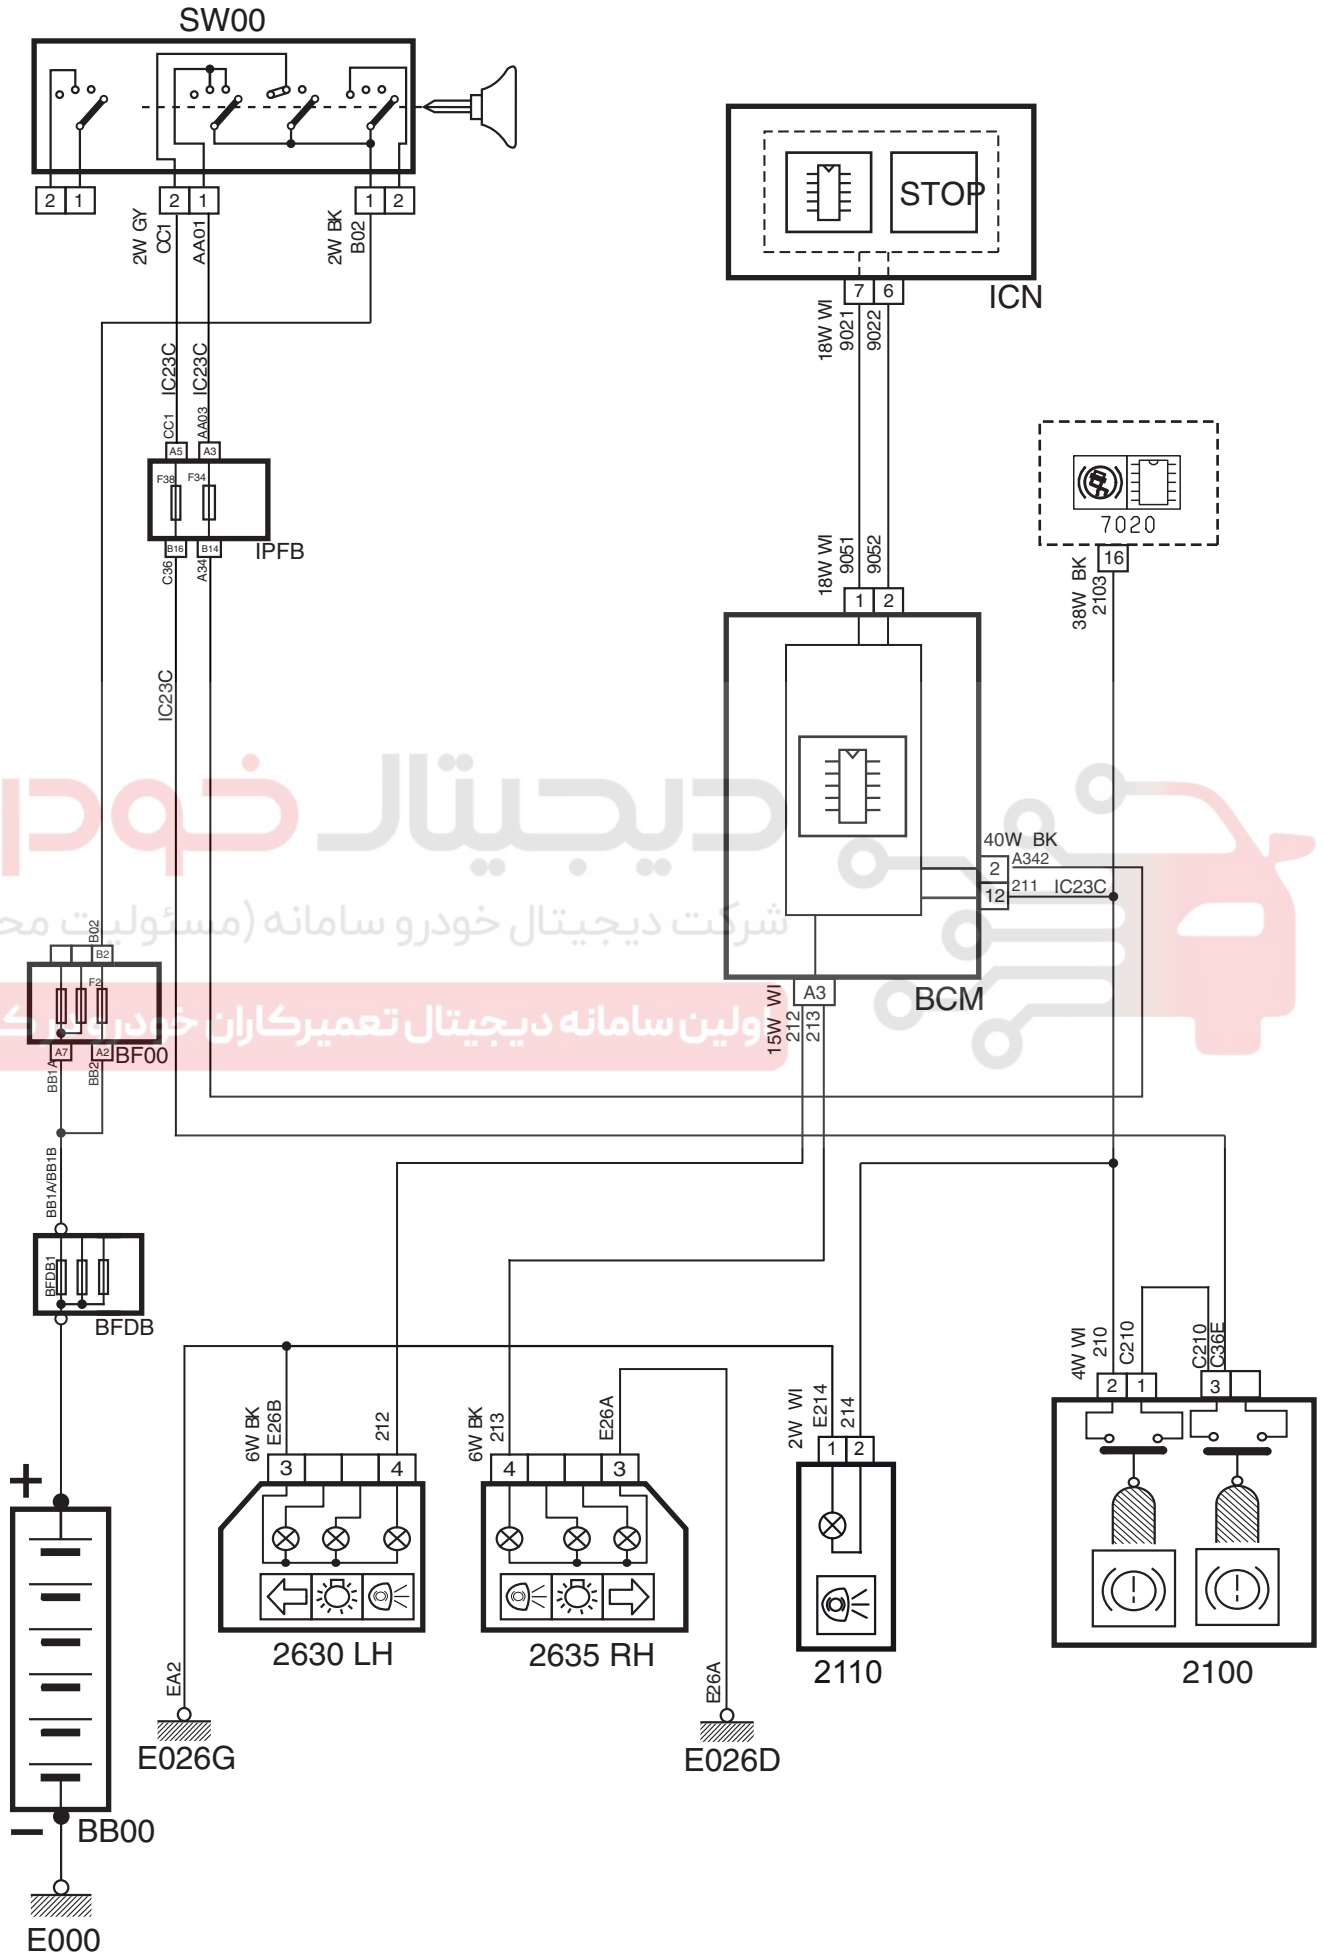 SW00
2 1
2 1
1 2
2W GY
CC1
AA01
2W BK
B02
STOP
ICN
7 6
18W WI
9021
9022
IC23C
IC23C
CC1
AA03
A5 A3
F38 F34
B16 B14
IPFB
C36
A34
IC23C
7020
16
38W BK
2103
18W WI
9051
9052
1 2
40W BK
2 A342
12 211 IC23C
BCM
A3
15W WI
212
213
دیجیتال خودر
شرکت دیجیتال خودرو سامانه (مسئولیت مح
اولین سامانه دیجیتال تعمیرکاران خودرو در
B02
B2
F2
A7 A2
BF00
BB1A
BB2
BB1A/BB1B
BFDB1
BFDB
6W BK
E26B
212
3 4
2630 LH
6W BK
213
E26A
4 3
2635 RH
2W WI
E214
214
1 2
2110
4W WI
210
C210
C210
C36E
2 1 3
2100
EA2
E026G
E26A
E026D
+
−
BB00
E000